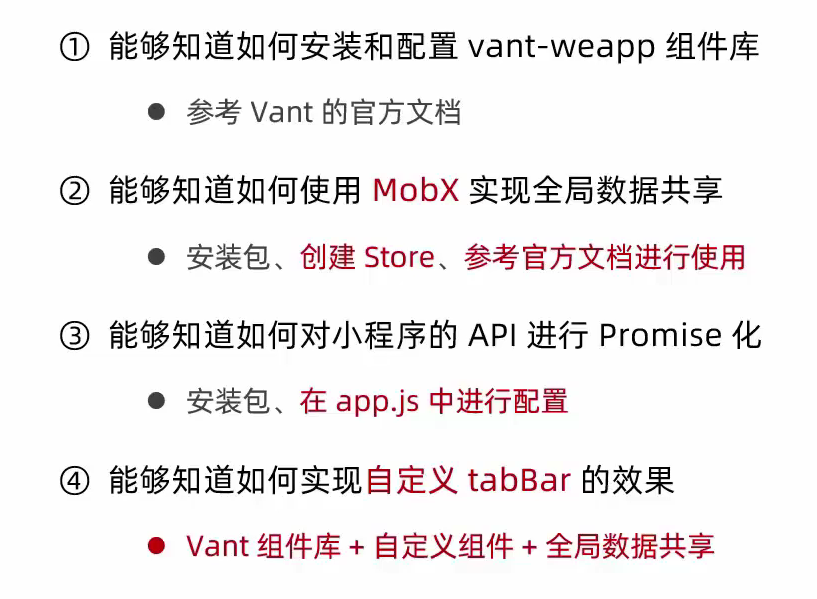 ① 能够知道如何安装和配置 vant-weapp 组件库
● 参考 Vant 的官方文档
② 能够知道如何使用 MobX 实现全局数据共享
● 安装包、创建 Store、参考官方文档进行使用
③ 能够知道如何对小程序的 API 进行 Promise 化
● 安装包、在 app.js 中进行配置
④ 能够知道如何实现自定义 tabBar 的效果
● Vant 组件库 + 自定义组件 + 全局数据共享